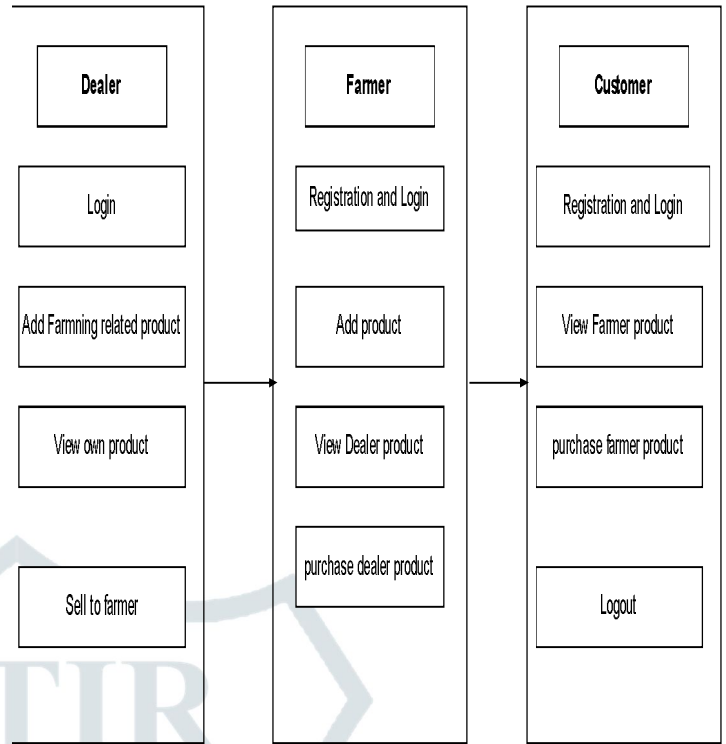 Dealer
Login
Add Farmning related product
View own product
Sell to farmer
Farmer
Registration and Login
Add product
View Dealer product
purchase dealer product
Customer
Registration and Login
View Farmer product
purchase farmer product
Logout
TIR